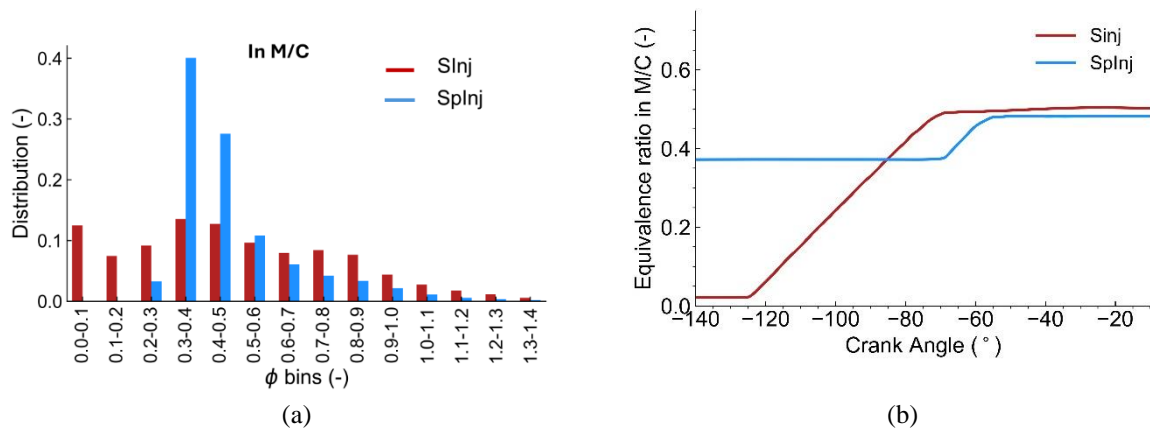 In M/C
SInj
SpInj
Distribution (-)
0.4
0.3
0.2
0.1
0.0
0.0-0.1
0.1-0.2
0.2-0.3
0.3-0.4
0.4-0.5
0.5-0.6
0.6-0.7
0.7-0.8
0.8-0.9
0.9-1.0
1.0-1.1
1.1-1.2
1.2-1.3
1.3-1.4
ϕ bins (-)
(a)
Sinj
SpInj
Equivalence ratio in M/C (-)
0.6
0.4
0.2
0.0
−140 −120 −100 −80 −60 −40 −20
Crank Angle (°)
(b)